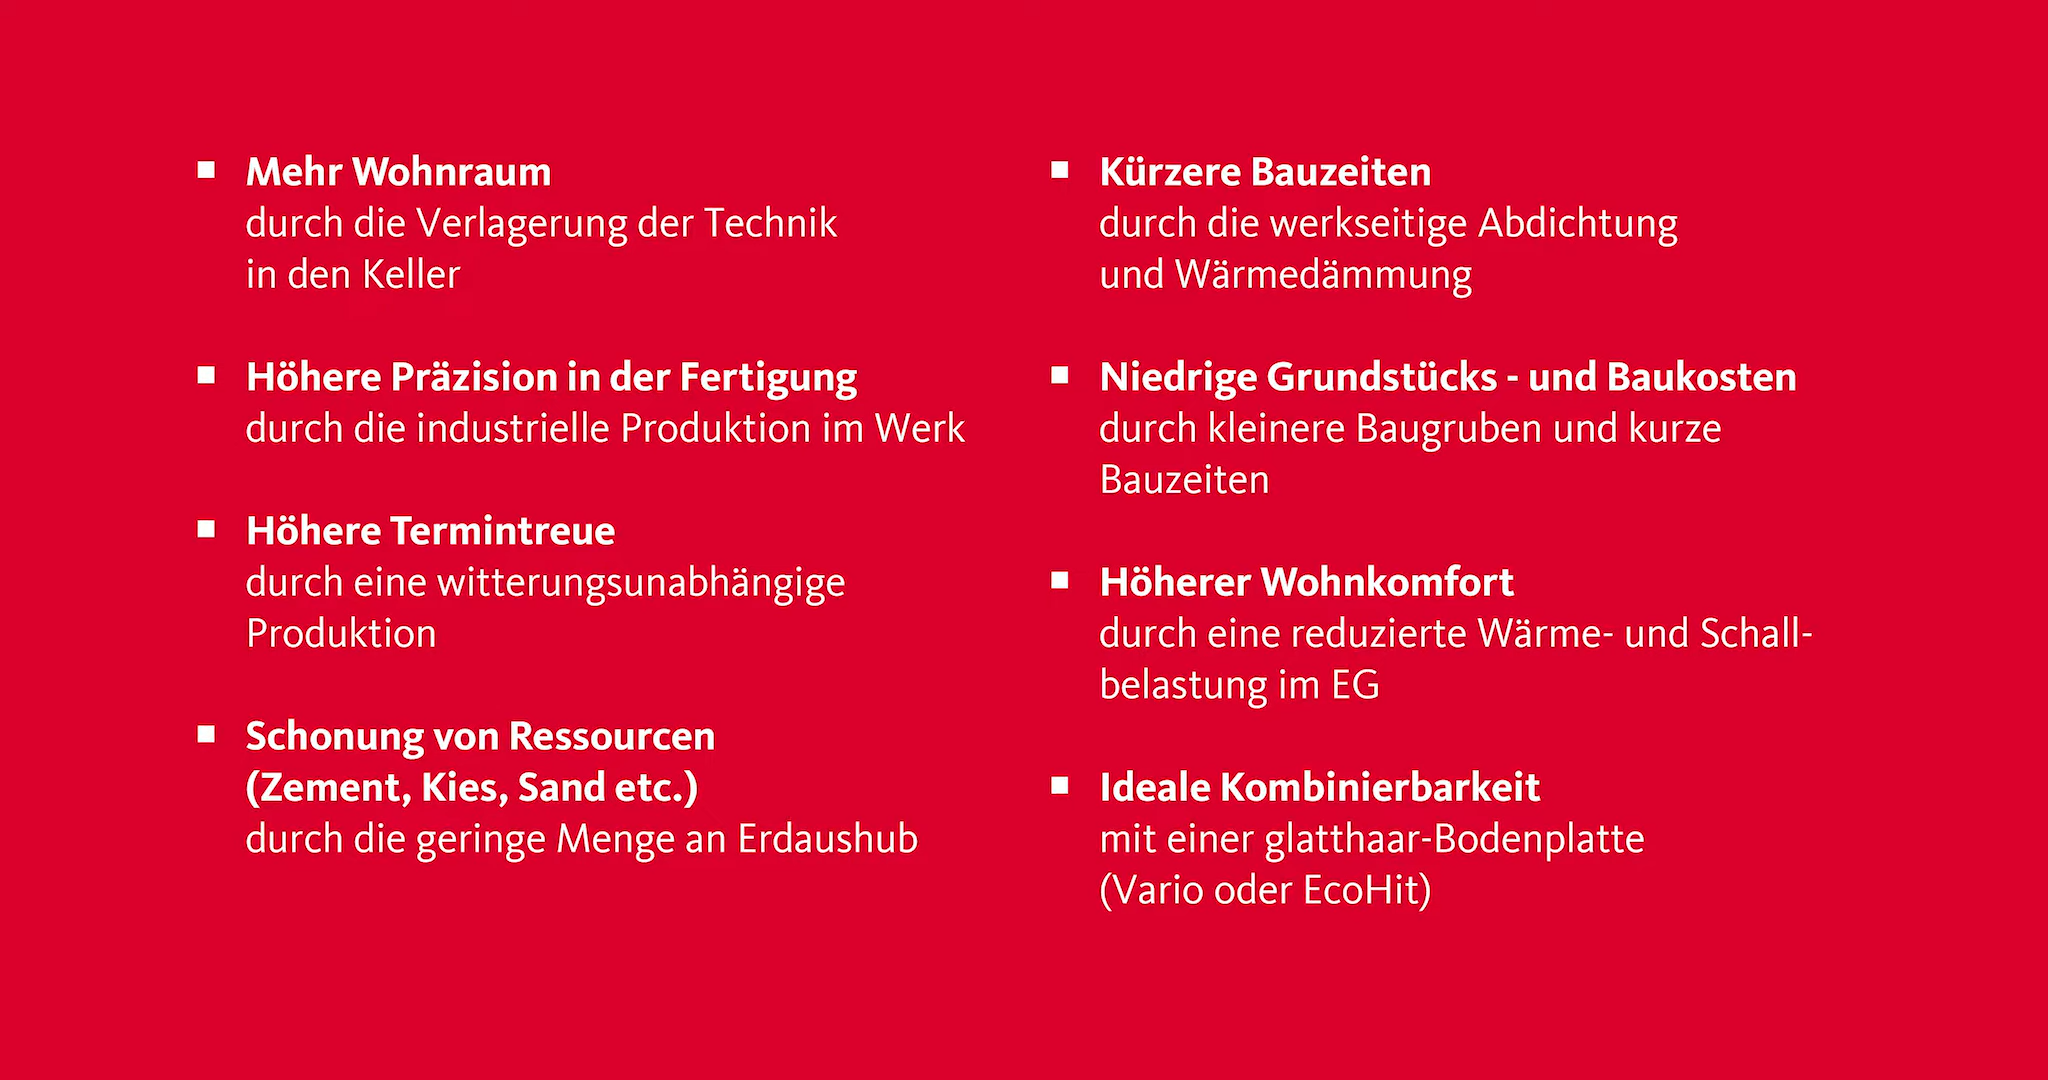 Mehr Wohnraum
durch die Verlagerung der Technik
in den Keller
Höhere Präzision in der Fertigung
durch die industrielle Produktion im Werk
Höhere Termintreue
durch eine witterungsunabhängige
Produktion
Schonung von Ressourcen
(Zement, Kies, Sand etc.)
durch die geringe Menge an Erdaushub
Kürzere Bauzeiten
durch die werkseitige Abdichtung
und Wärmedämmung
Niedrige Grundstücks - und Baukosten
durch kleinere Baugruben und kurze
Bauzeiten
Höherer Wohnkomfort
durch eine reduzierte Wärme- und Schall-
belastung im EG
Ideale Kombinierbarkeit
mit einer glatthaar-Bodenplatte
(Vario oder EcoHit)